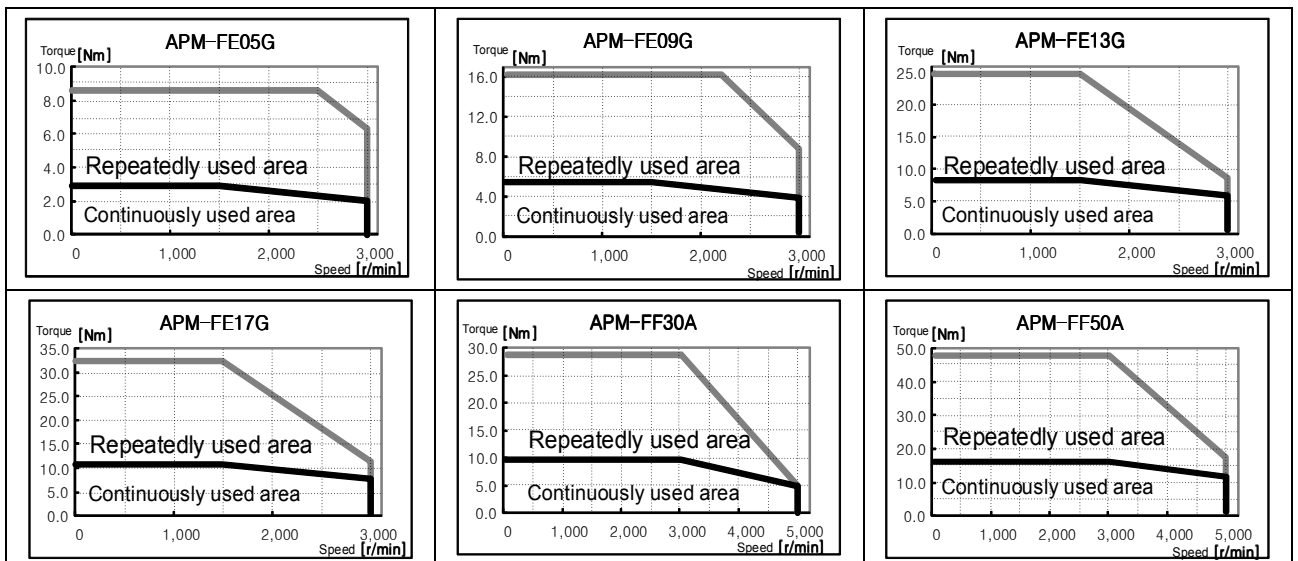 APM-FE05G
Torque [Nm]
10.0
8.0
6.0
4.0
2.0
0.0
Repeatedly used area
Continuously used area
0 1,000 2,000 3,000
Speed [r/min]
APM-FE09G
Torque [Nm]
16.0
12.0
8.0
4.0
0.0
Repeatedly used area
Continuously used area
0 1,000 2,000 3,000
Speed [r/min]
APM-FE13G
Torque [Nm]
25.0
20.0
15.0
10.0
5.0
0.0
Repeatedly used area
Continuously used area
0 1,000 2,000 3,000
Speed [r/min]
APM-FE17G
Torque [Nm]
35.0
30.0
25.0
20.0
15.0
10.0
5.0
0.0
Repeatedly used area
Continuously used area
0 1,000 2,000 3,000
Speed [r/min]
APM-FF30A
Torque [Nm]
30.0
25.0
20.0
15.0
10.0
5.0
0.0
Repeatedly used area
Continuously used area
0 1,000 2,000 3,000 4,000 5,000
Speed [r/min]
APM-FF50A
Torque [Nm]
50.0
40.0
30.0
20.0
10.0
0.0
Repeatedly used area
Continuously used area
0 1,000 2,000 3,000 4,000 5,000
Speed [r/min]